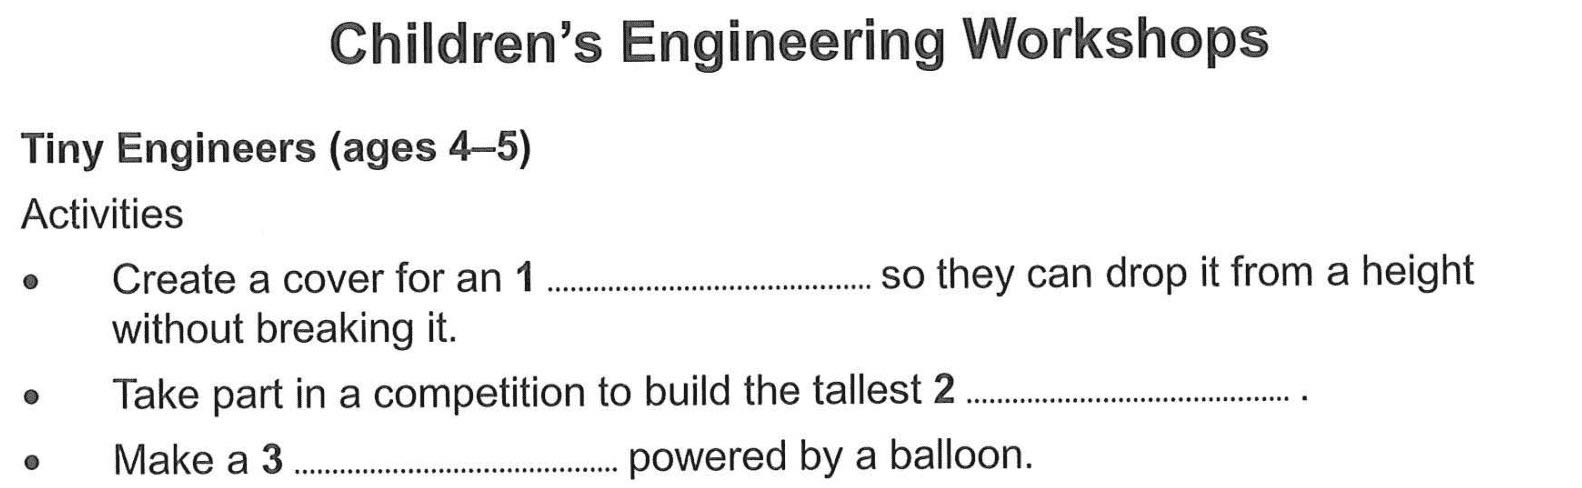 Children's Engineering Workshops
Tiny Engineers (ages 4–5)
Activities
• Create a cover for an 1 ........................................ so they can drop it from a height
without breaking it.
• Take part in a competition to build the tallest 2 ........................................ .
• Make a 3 ........................................ powered by a balloon.